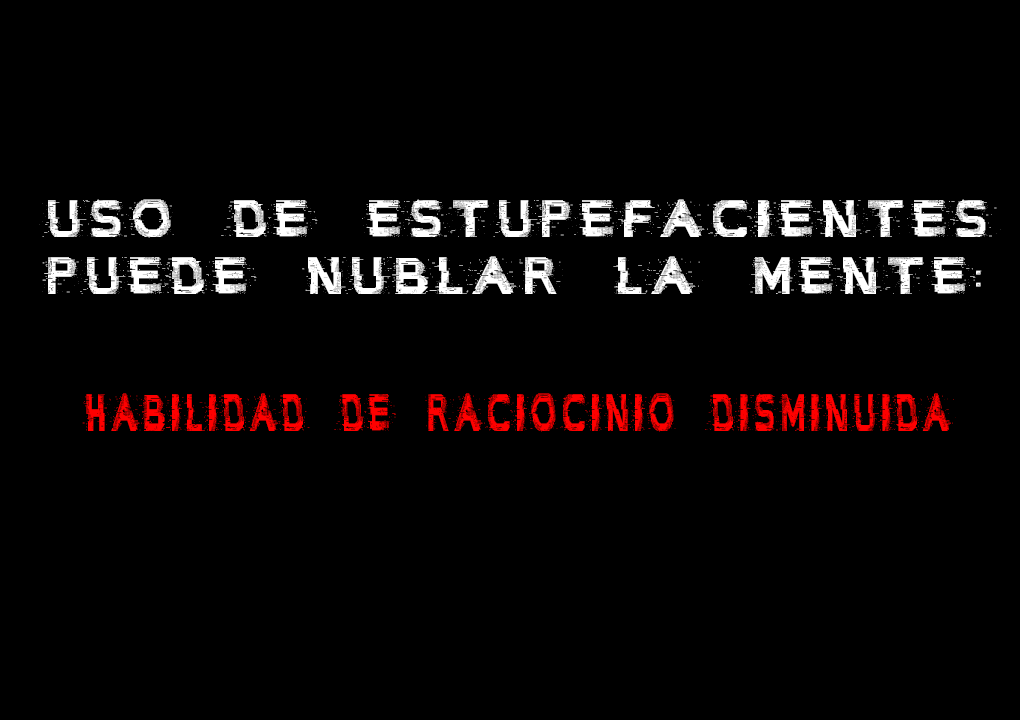 USO DE ESTUPEFACIENTES
PUEDE NUBLAR LA MENTE:
HABILIDAD DE RACIOCINIO DISMINUIDA